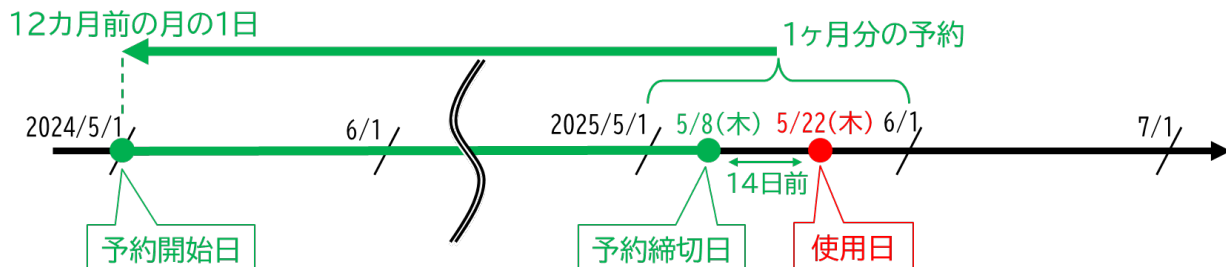 12カ月前の月の1日
1ヶ月分の予約
2024/5/1
6/1
2025/5/1
5/8(木)
5/22(木)
6/1
7/1
14日前
予約開始日
予約締切日
使用日